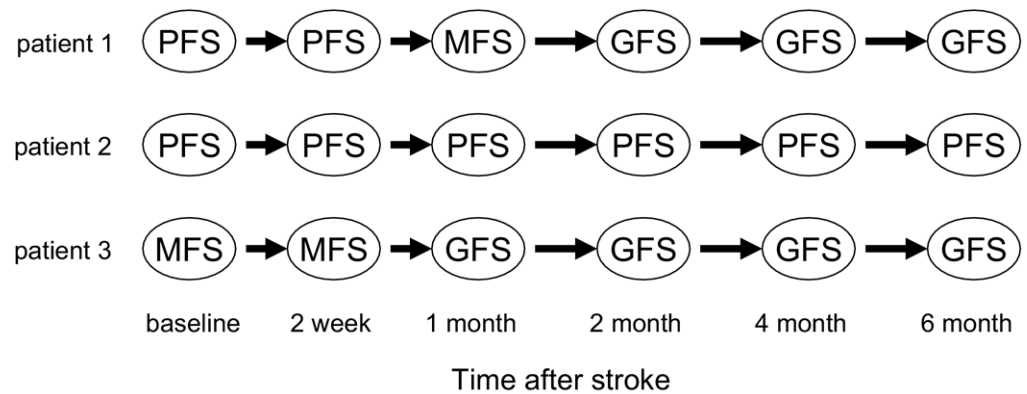 patient 1 PFS PFS MFS GFS GFS GFS
patient 2 PFS PFS PFS PFS PFS PFS
patient 3 MFS MFS GFS GFS GFS GFS
baseline 2 week 1 month 2 month 4 month 6 month
Time after stroke